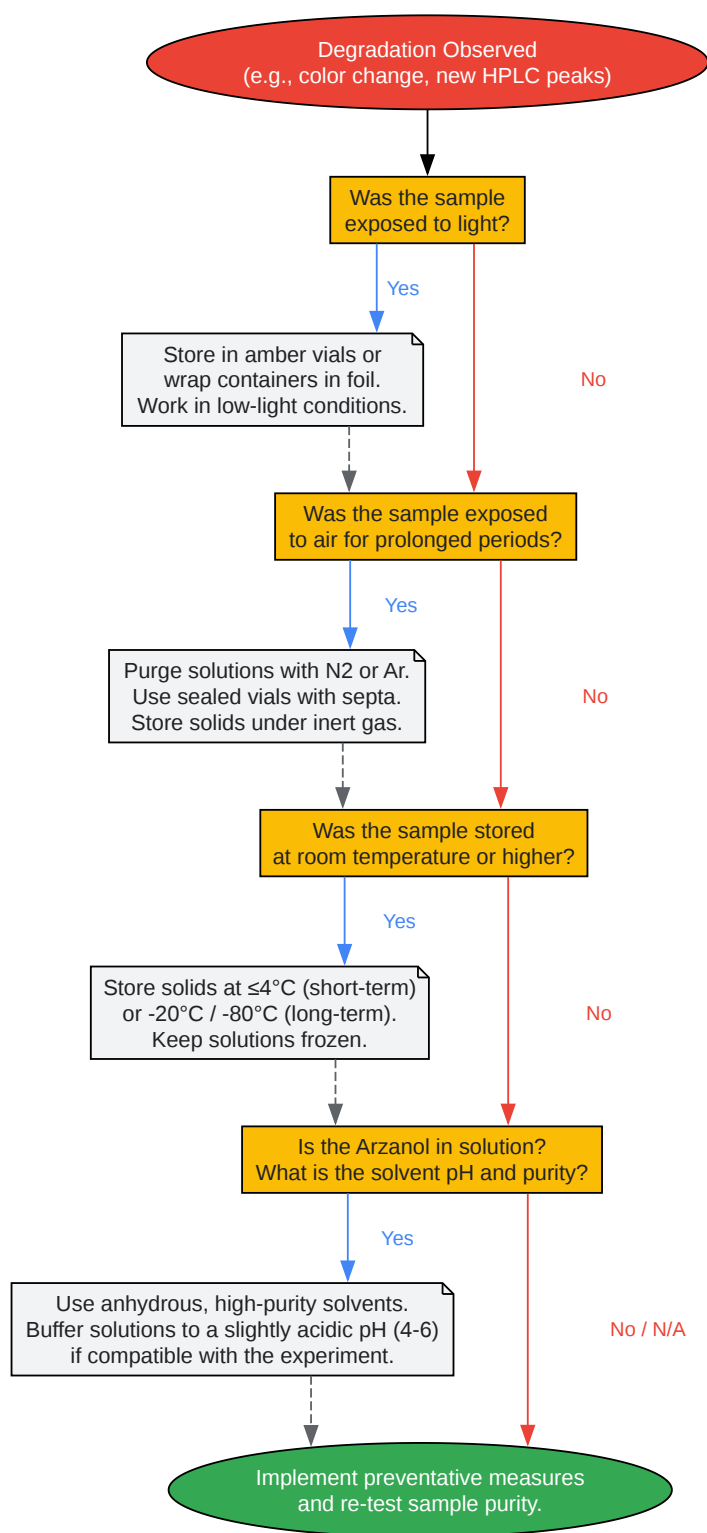 Degradation Observed
(e.g., color change, new HPLC peaks)
Was the sample
exposed to light?
Yes
Store in amber vials or
wrap containers in foil.
Work in low-light conditions.
No
Was the sample exposed
to air for prolonged periods?
Yes
Purge solutions with N2 or Ar.
Use sealed vials with septa.
Store solids under inert gas.
No
Was the sample stored
at room temperature or higher?
Yes
Store solids at ≤4°C (short-term)
or -20°C / -80°C (long-term).
Keep solutions frozen.
No
Is the Arzanol in solution?
What is the solvent pH and purity?
Yes
Use anhydrous, high-purity solvents.
Buffer solutions to a slightly acidic pH (4-6)
if compatible with the experiment.
No / N/A
Implement preventative measures
and re-test sample purity.